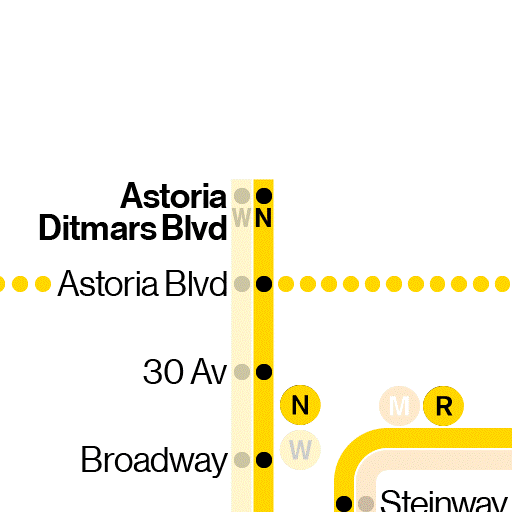 Astoria
Ditmars Blvd
W N
Astoria Blvd
30 Av
N
M R
W
Broadway
Steinway